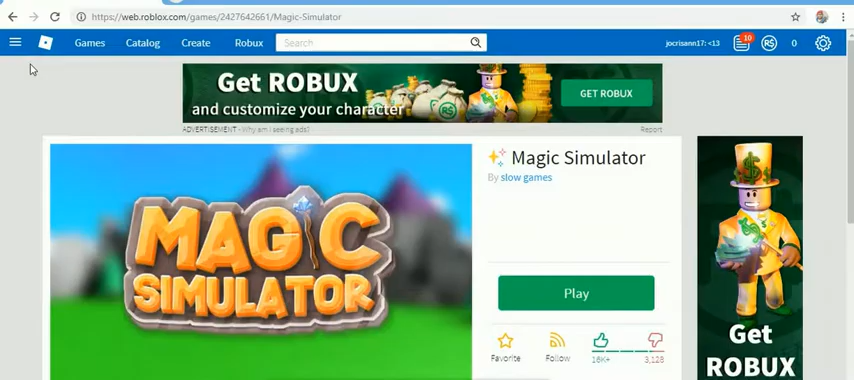 https://web.roblox.com/games/2427642661/Magic-Simulator
Games Catalog Create Robux Search jocrisann17: <13 10 R$ 0
Get ROBUX
and customize your character
R$
GET ROBUX
ADVERTISEMENT - Why am I seeing ads? Report
MAGIC
SIMULATOR
Magic Simulator
By slow games
Play
Favorite Follow 16K+ 3,128
Get
ROBUX